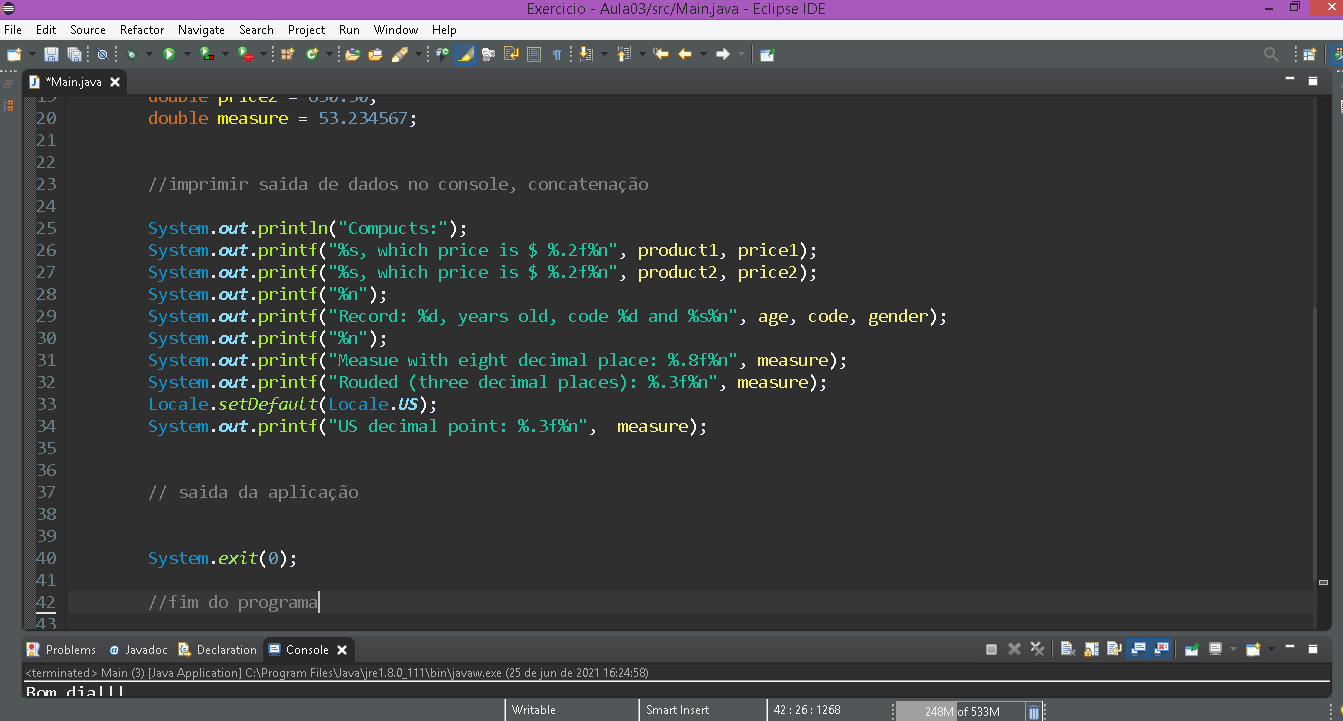 Exercicio - Aula03/src/Main.java - Eclipse IDE
File Edit Source Refactor Navigate Search Project Run Window Help
*Main.java
19 double price2 = 650.50;
20 double measure = 53.234567;
21
22
23 //imprimir saida de dados no console, concatenação
24
25 System.out.println("Compucts:");
26 System.out.printf("%s, which price is $ %.2f%n", product1, price1);
27 System.out.printf("%s, which price is $ %.2f%n", product2, price2);
28 System.out.printf("%n");
29 System.out.printf("Record: %d, years old, code %d and %s%n", age, code, gender);
30 System.out.printf("%n");
31 System.out.printf("Measue with eight decimal place: %.8f%n", measure);
32 System.out.printf("Rouded (three decimal places): %.3f%n", measure);
33 Locale.setDefault(Locale.US);
34 System.out.printf("US decimal point: %.3f%n",  measure);
35
36
37 // saida da aplicação
38
39
40 System.exit(0);
41
42 //fim do programa
43
Problems Javadoc Declaration Console
<terminated> Main (3) [Java Application] C:\Program Files\Java\jre1.8.0_111\bin\javaw.exe (25 de jun de 2021 16:24:58)
Bom dia!!!
Writable Smart Insert 42 : 26 : 1268 248M of 533M